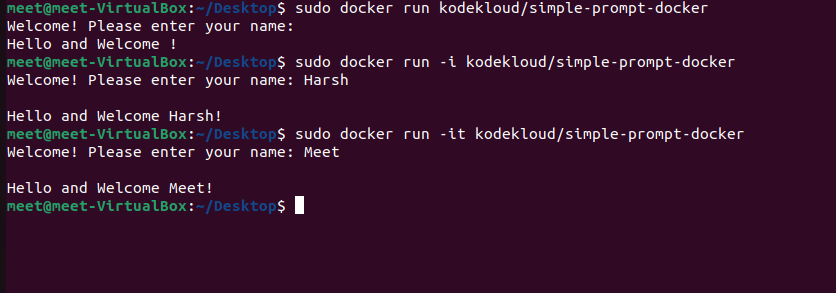 meet@meet-VirtualBox:~/Desktop$ sudo docker run kodekloud/simple-prompt-docker
Welcome! Please enter your name:
Hello and Welcome !
meet@meet-VirtualBox:~/Desktop$ sudo docker run -i kodekloud/simple-prompt-docker
Welcome! Please enter your name: Harsh
Hello and Welcome Harsh!
meet@meet-VirtualBox:~/Desktop$ sudo docker run -it kodekloud/simple-prompt-docker
Welcome! Please enter your name: Meet
Hello and Welcome Meet!
meet@meet-VirtualBox:~/Desktop$